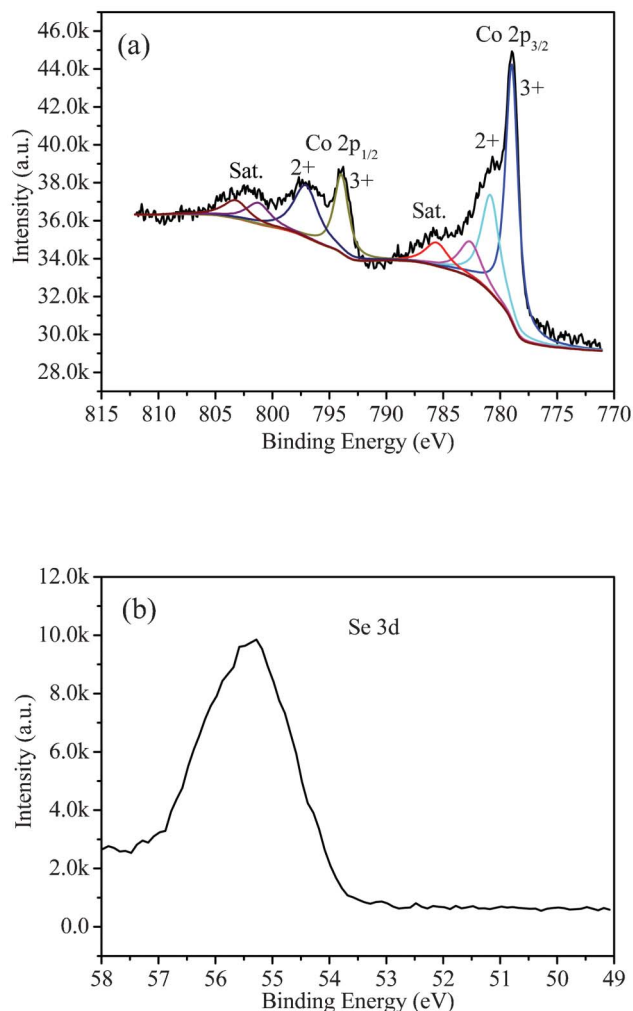 (a)
Co 2p3/2
3+
2+
Sat.
Co 2p1/2
3+
2+
Sat.
46.0k
44.0k
42.0k
40.0k
38.0k
36.0k
34.0k
32.0k
30.0k
28.0k
Intensity (a.u.)
815 810 805 800 795 790 785 780 775 770
Binding Energy (eV)
(b)
Se 3d
12.0k
10.0k
8.0k
6.0k
4.0k
2.0k
0.0
Intensity (a.u.)
58 57 56 55 54 53 52 51 50 49
Binding Energy (eV)